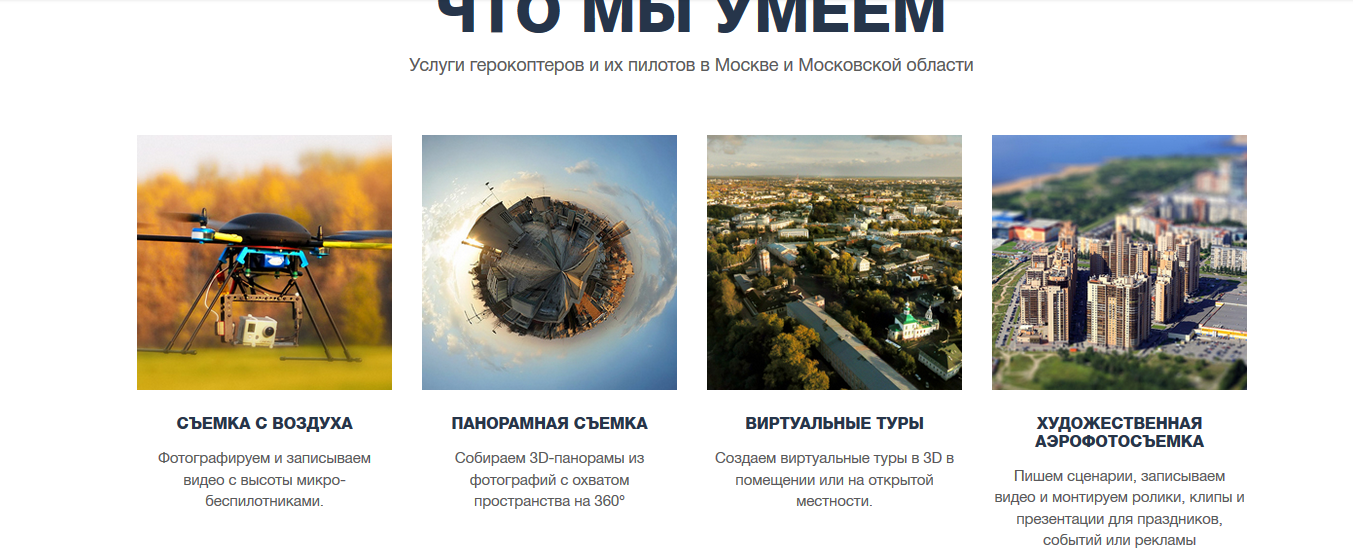 ЧТО МЫ УМЕЕМ
Услуги герокоптеров и их пилотов в Москве и Московской области
СЪЕМКА С ВОЗДУХА
Фотографируем и записываем
видео с высоты микро-
беспилотниками.
ПАНОРАМНАЯ СЪЕМКА
Собираем 3D-панорамы из
фотографий с охватом
пространства на 360°
ВИРТУАЛЬНЫЕ ТУРЫ
Создаем виртуальные туры в 3D в
помещении или на открытой
местности.
ХУДОЖЕСТВЕННАЯ
АЭРОФОТОСЪЕМКА
Пишем сценарии, записываем
видео и монтируем ролики, клипы и
презентации для праздников,
событий или рекламы